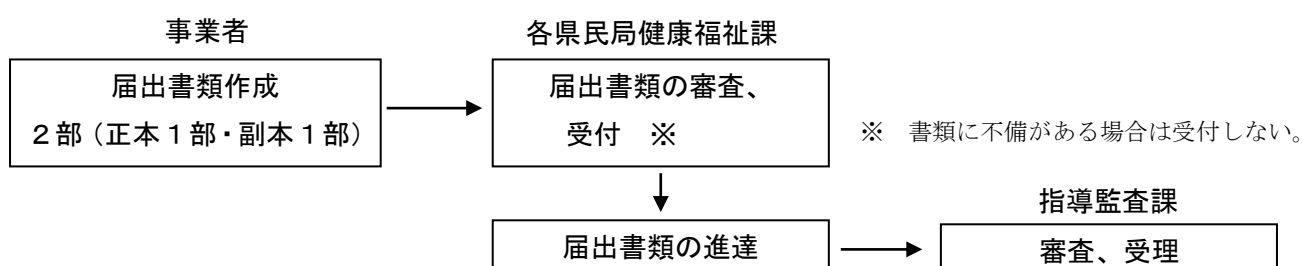 事業者
各県民局健康福祉課
届出書類作成
２部（正本１部・副本１部）
届出書類の審査、
受付　※
※　書類に不備がある場合は受付しない。
指導監査課
届出書類の進達
審査、受理